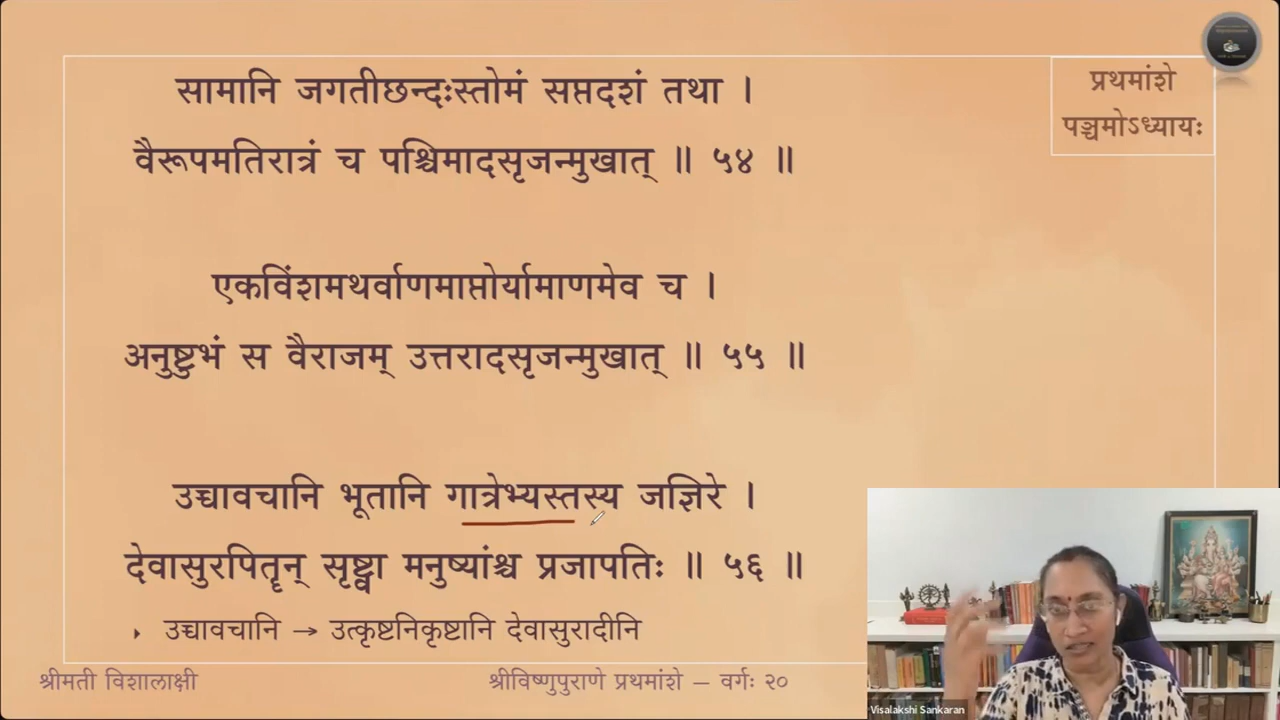 प्रथमांशे
पञ्चमोऽध्यायः
सामानि जगतीछन्दःस्तोमं सप्तदशं तथा ।
वैरूपमतिरात्रं च पश्चिमादसृजन्मुखात् ॥ ५४ ॥
एकविंशमथर्वाणमाप्तोर्यामाणमेव च ।
अनुष्टुभं स वैराजम् उत्तरादसृजन्मुखात् ॥ ५५ ॥
उच्चावचानि भूतानि गात्रेभ्यस्तस्य जज्ञिरे ।
देवासुरपितॄन् सृष्ट्वा मनुष्यांश्च प्रजापतिः ॥ ५६ ॥
उच्चावचानि → उत्कृष्टनिकृष्टानि देवासुरादीनि
श्रीमती विशालाक्षी
श्रीविष्णुपुराणे प्रथमांशे – वर्गः २०
Visalakshi Sankaran